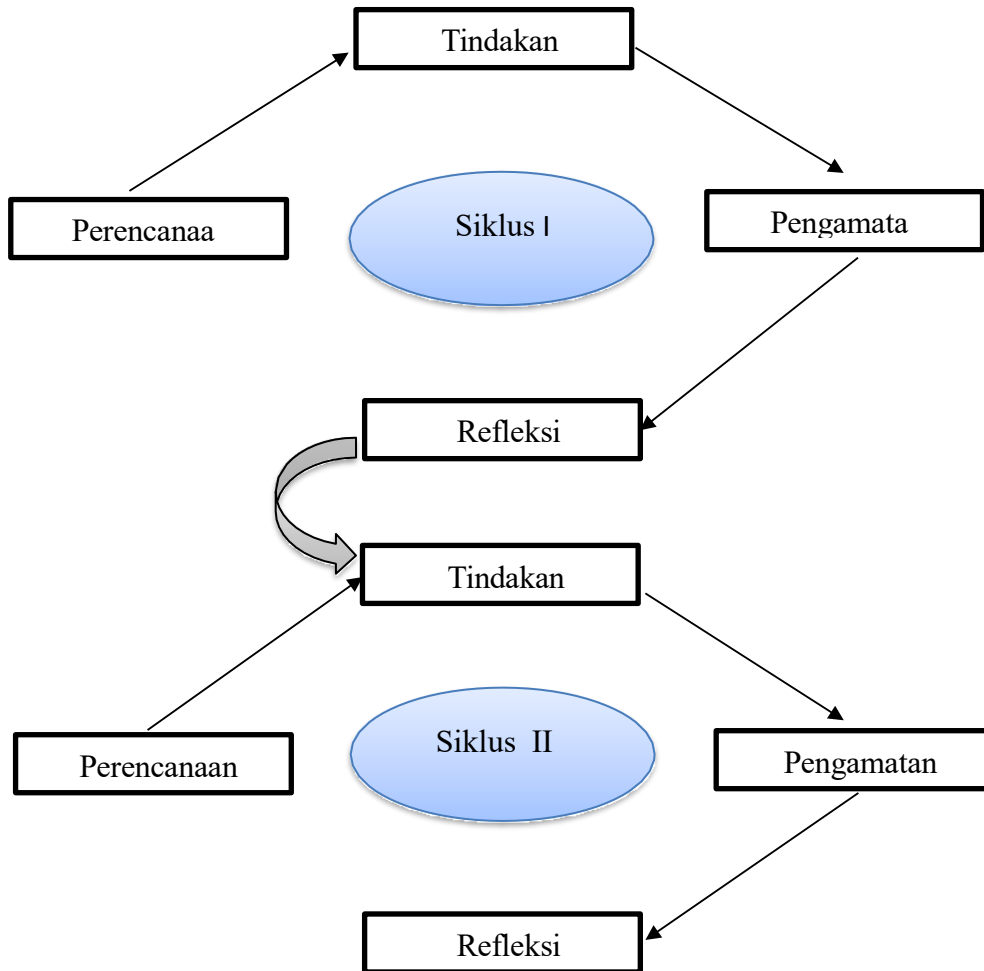 Tindakan
Perencanaa
Siklus I
Pengamata
Refleksi
Tindakan
Perencanaan
Siklus II
Pengamatan
Refleksi